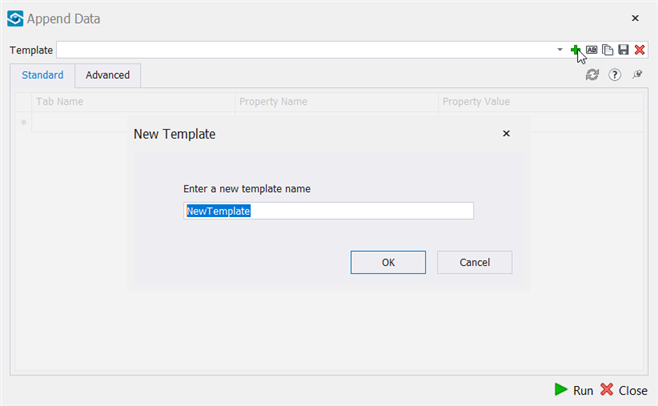 Append Data
Template
AB
Standard Advanced
?
Tab Name Property Name Property Value
New Template
Enter a new template name
NewTemplate
OK Cancel
Run Close